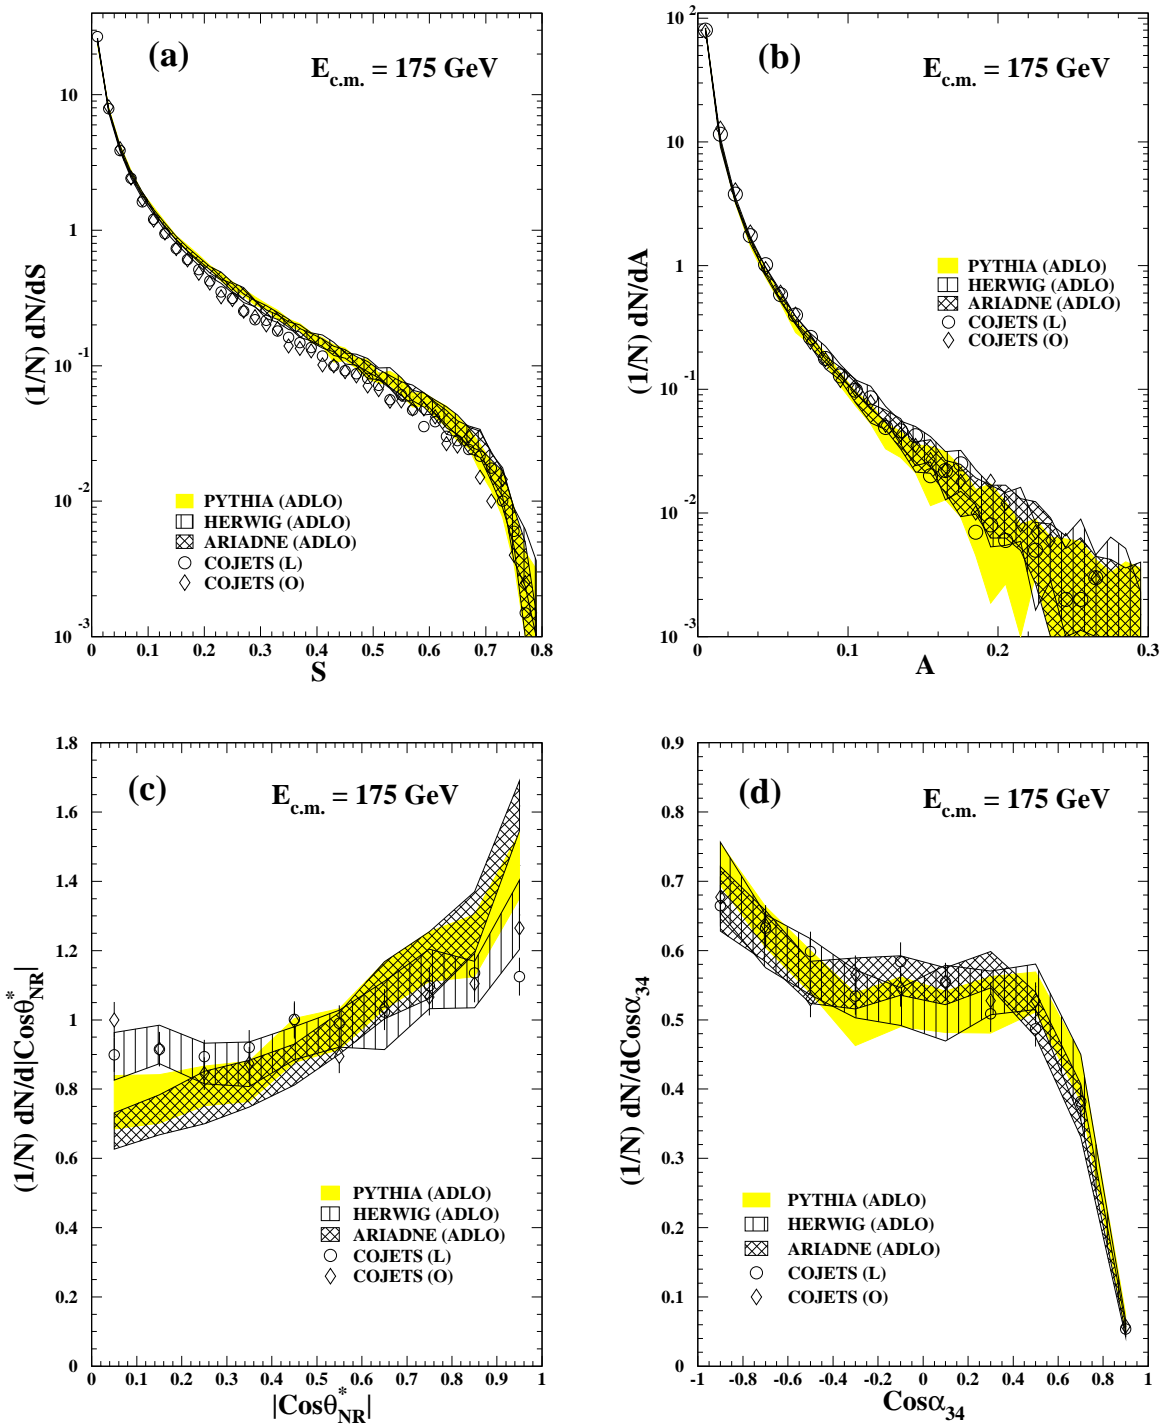 (a)
E c.m. = 175 GeV
(1/N) dN/dS
10
1
10 -1
10 -2
10 -3
PYTHIA (ADLO)
HERWIG (ADLO)
ARIADNE (ADLO)
COJETS (L)
COJETS (O)
0 0.1 0.2 0.3 0.4 0.5 0.6 0.7 0.8
S
(b)
E c.m. = 175 GeV
(1/N) dN/dA
10 2
10
1
10 -1
10 -2
10 -3
PYTHIA (ADLO)
HERWIG (ADLO)
ARIADNE (ADLO)
COJETS (L)
COJETS (O)
0 0.1 0.2 0.3
A
(c)
E c.m. = 175 GeV
(1/N) dN/d|Cosθ*NR|
1.8
1.6
1.4
1.2
1
0.8
0.6
0.4
0.2
0
PYTHIA (ADLO)
HERWIG (ADLO)
ARIADNE (ADLO)
COJETS (L)
COJETS (O)
0 0.1 0.2 0.3 0.4 0.5 0.6 0.7 0.8 0.9 1
|Cosθ*NR|
(d)
E c.m. = 175 GeV
(1/N) dN/dCosα34
0.9
0.8
0.7
0.6
0.5
0.4
0.3
0.2
0.1
0
PYTHIA (ADLO)
HERWIG (ADLO)
ARIADNE (ADLO)
COJETS (L)
COJETS (O)
-1 -0.8 -0.6 -0.4 -0.2 0 0.2 0.4 0.6 0.8 1
Cosα34